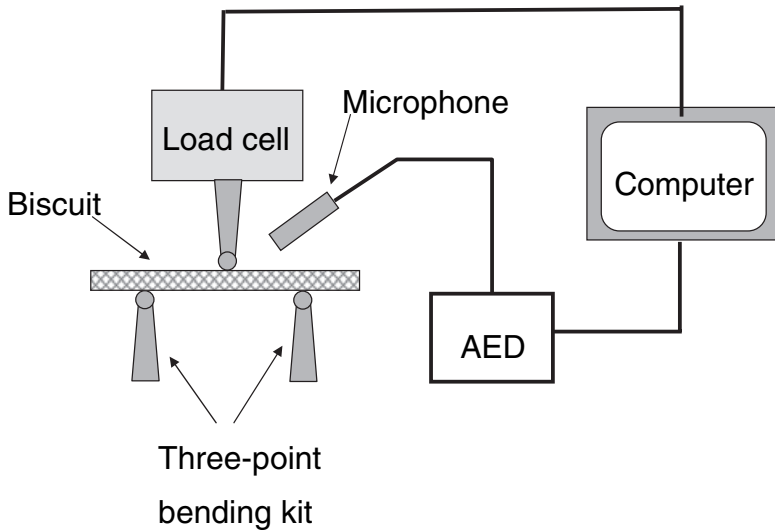 Microphone
Load cell
Computer
Biscuit
AED
Three-point
bending kit